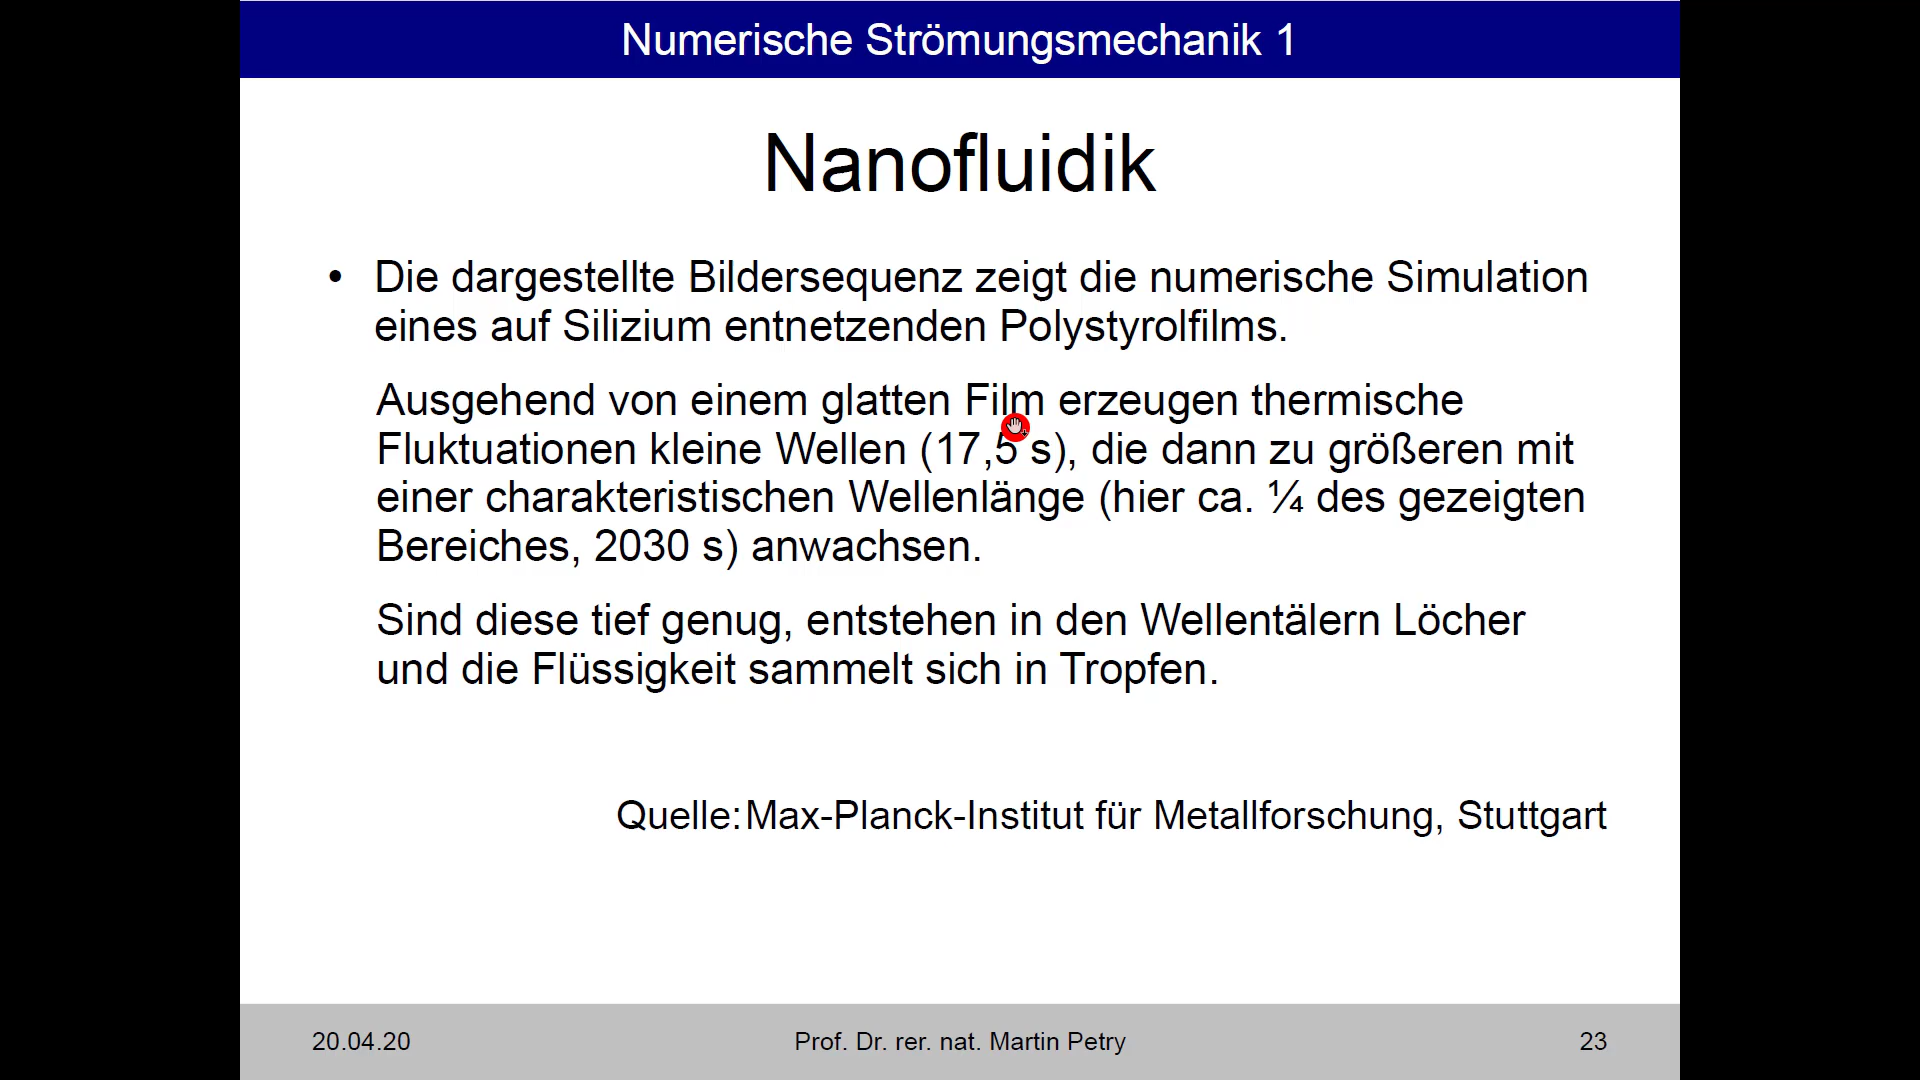 Numerische Strömungsmechanik 1
Nanofluidik
• Die dargestellte Bildersequenz zeigt die numerische Simulation
eines auf Silizium entnetzenden Polystyrolfilms.
Ausgehend von einem glatten Film erzeugen thermische
Fluktuationen kleine Wellen (17,5 s), die dann zu größeren mit
einer charakteristischen Wellenlänge (hier ca. ¼ des gezeigten
Bereiches, 2030 s) anwachsen.
Sind diese tief genug, entstehen in den Wellentälern Löcher
und die Flüssigkeit sammelt sich in Tropfen.
Quelle: Max-Planck-Institut für Metallforschung, Stuttgart
20.04.20 Prof. Dr. rer. nat. Martin Petry 23